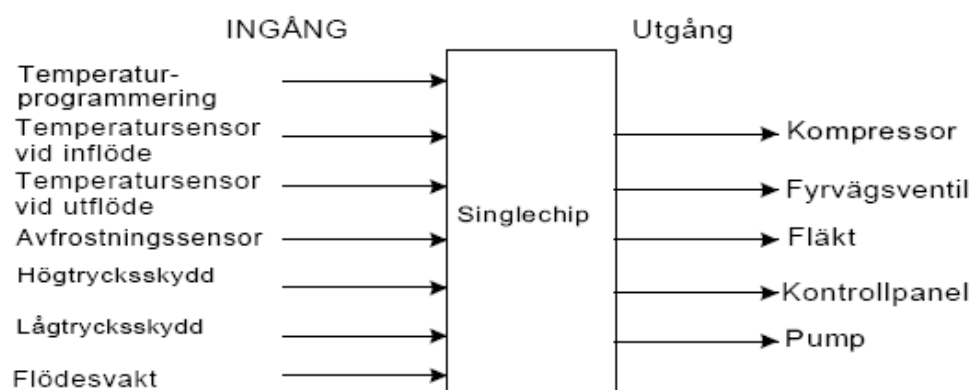 INGÅNG
Utgång
Temperatur-
programmering
Temperatursensor
vid inflöde
Temperatursensor
vid utflöde
Avfrostningssensor
Högtrycksskydd
Lågtrycksskydd
Flödesvakt
Singlechip
Kompressor
Fyrvägsventil
Fläkt
Kontrollpanel
Pump